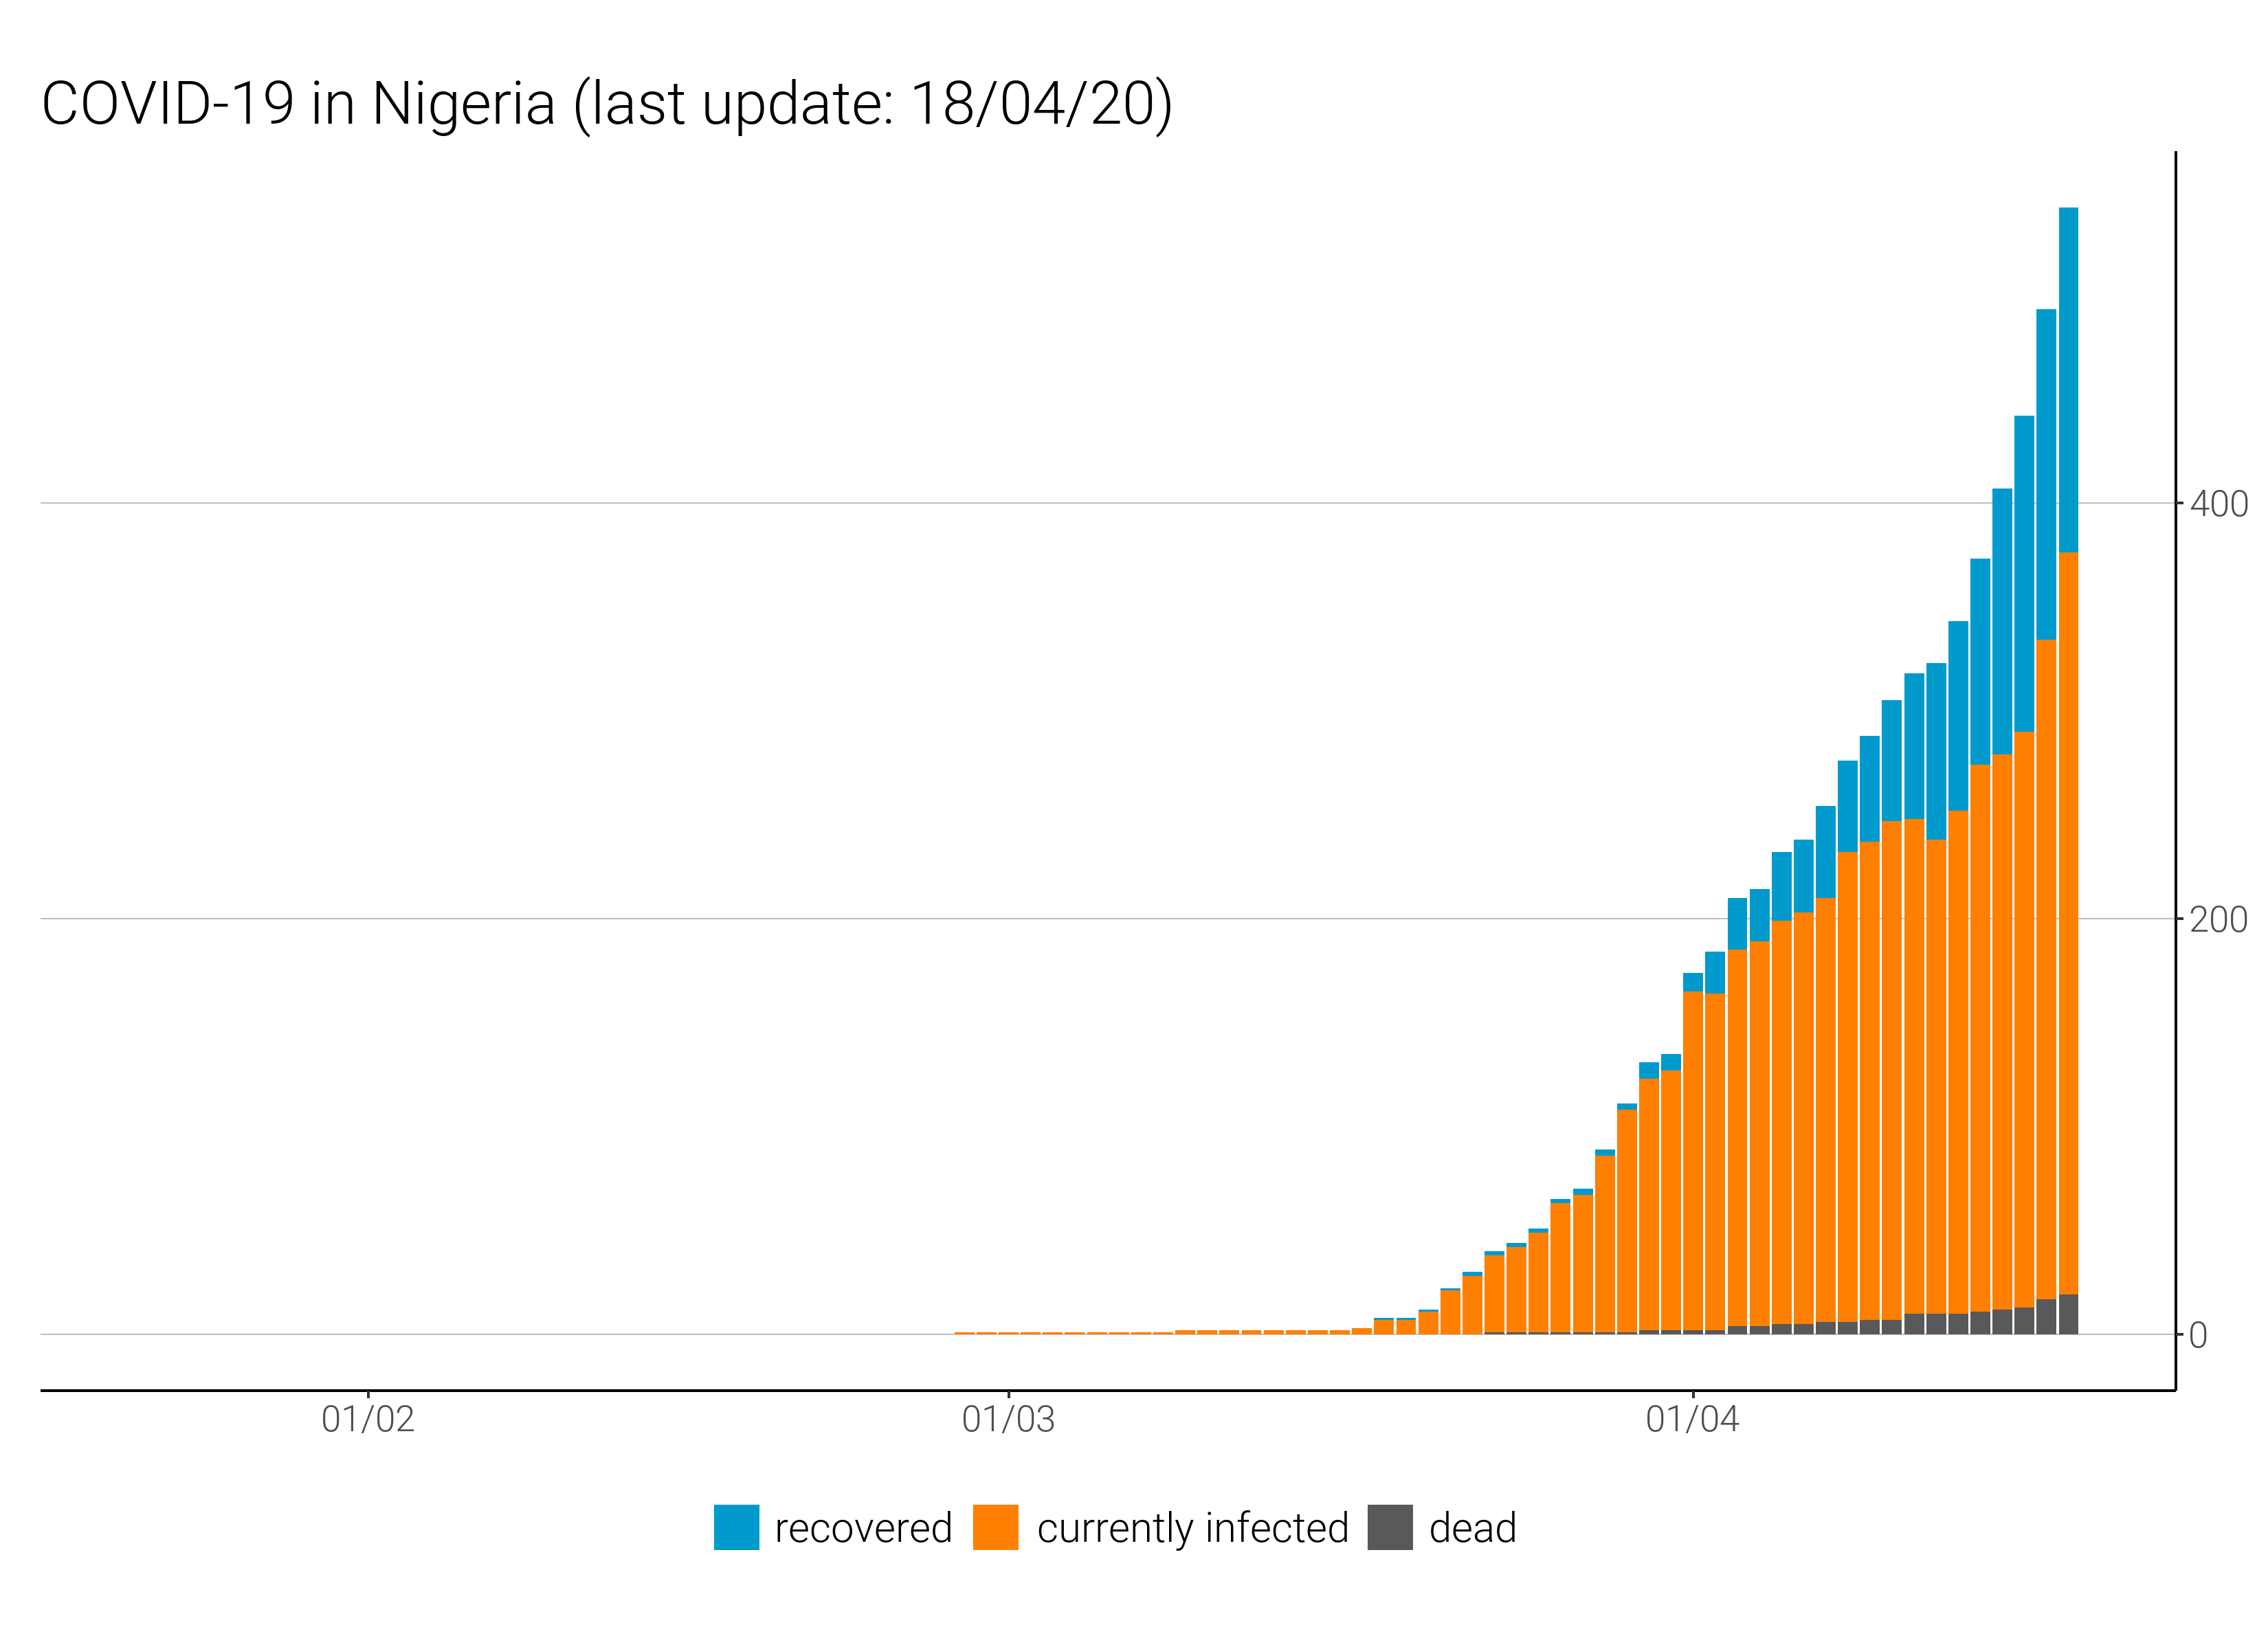 COVID-19 in Nigeria (last update: 18/04/20)
400
200
0
01/02 01/03 01/04
recovered currently infected dead